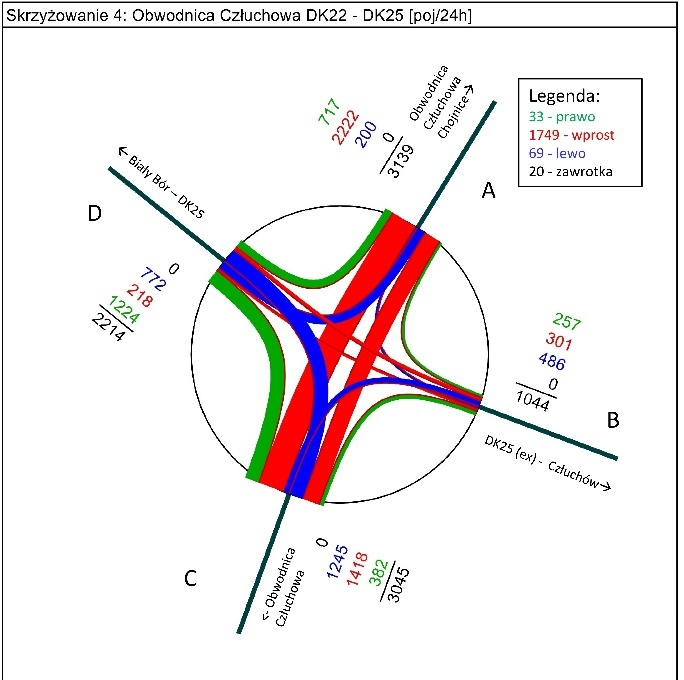 Skrzyżowanie 4: Obwodnica Człuchowa DK22 - DK25 [poj/24h]
Legenda:
33 - prawo
1749 - wprost
69 - lewo
20 - zawrotka
717
2222
200
0
3139
Obwodnica
Człuchowa
Chojnice→
A
← Biały Bór – DK25
D
0
772
218
1224
2214
257
301
486
0
1044
B
DK25 (ex) - Człuchów→
C
<- Obwodnica
Człuchowa
0
1245
1418
382
3045